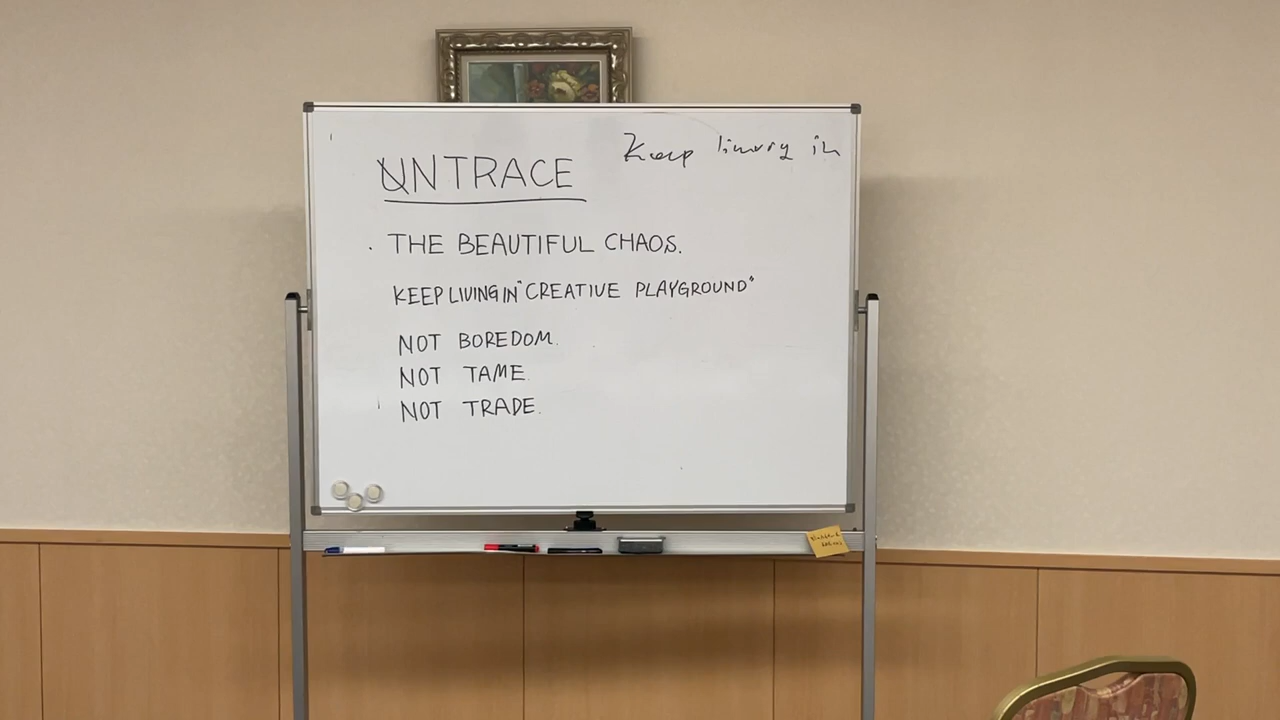 UNTRACE
Keep living in
THE BEAUTIFUL CHAOS.
KEEP LIVING IN "CREATIVE PLAYGROUND"
NOT BOREDOM.
NOT TAME.
NOT TRADE.